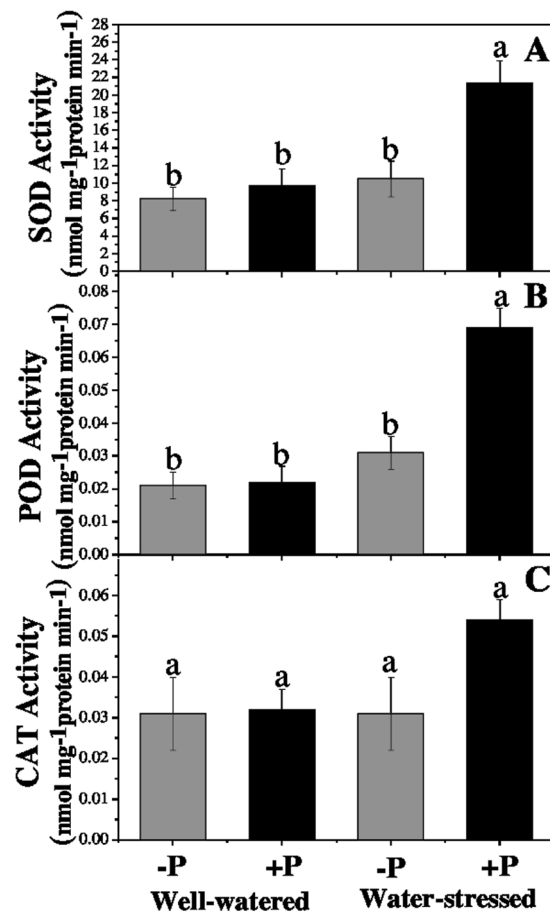 A
SOD Activity
(nmol mg-1protein min-1)
28
26
24
22
20
18
16
14
12
10
8
6
4
2
0
b
b
b
a
B
POD Activity
(nmol mg-1protein min-1)
0.08
0.07
0.06
0.05
0.04
0.03
0.02
0.01
0.00
b
b
b
a
C
CAT Activity
(nmol mg-1protein min-1)
0.06
0.05
0.04
0.03
0.02
0.01
0.00
a
a
a
a
-P +P -P +P
Well-watered Water-stressed